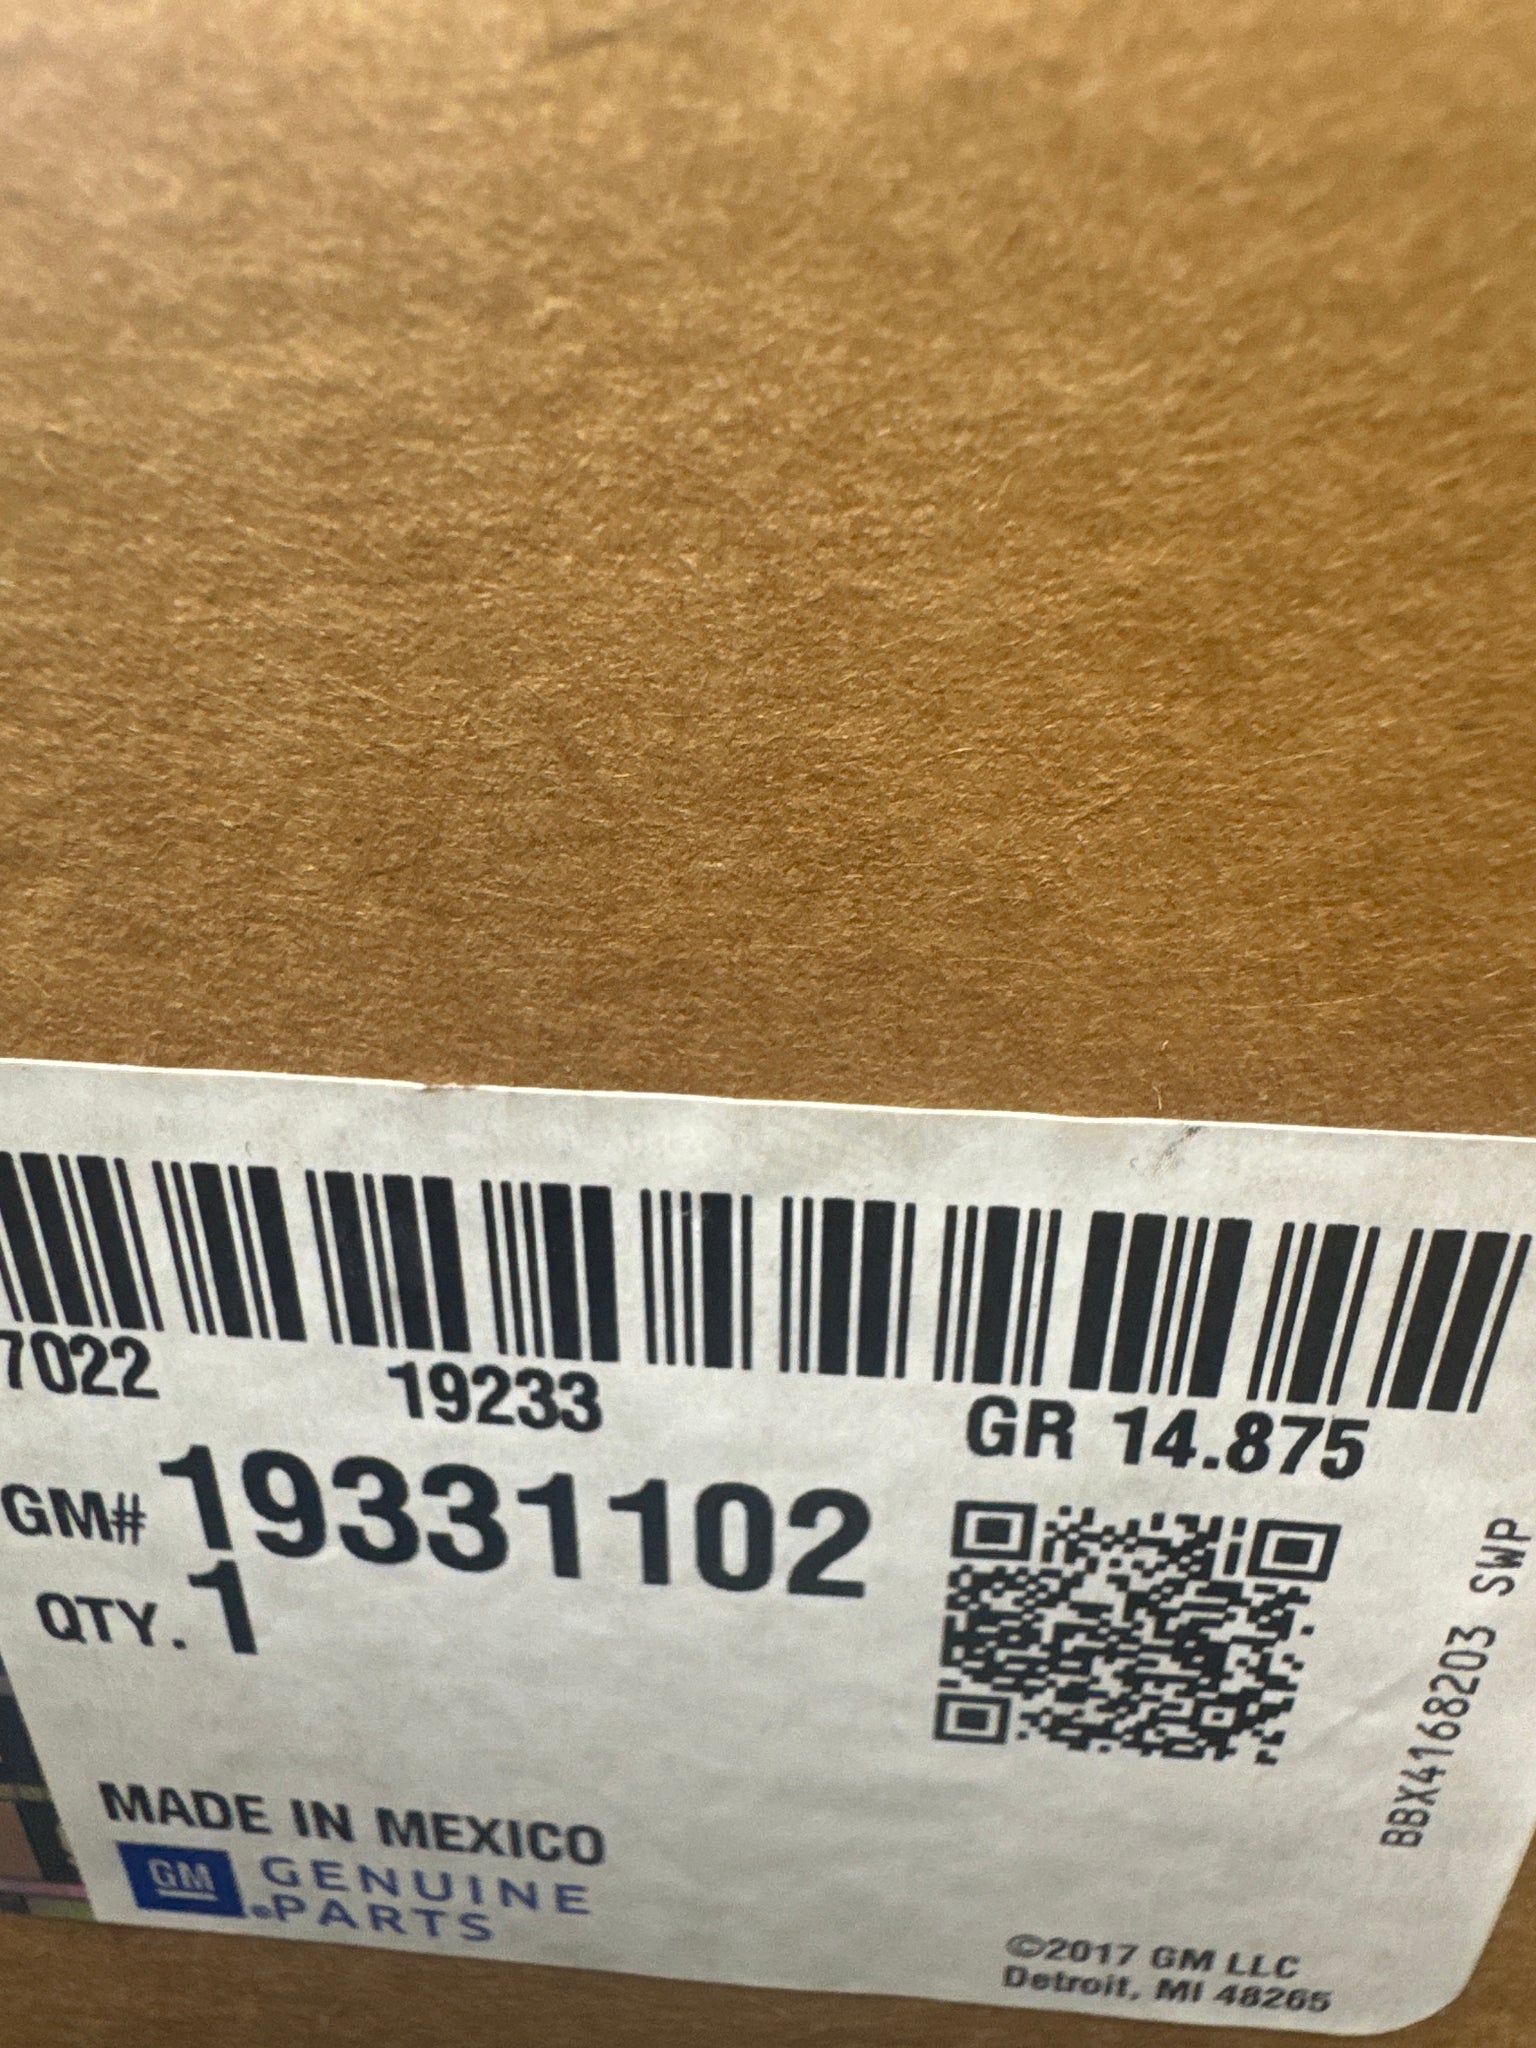 7022 19233 GR 14.875
GM# 19331102
QTY. 1
BBX4168203 SWP
MADE IN MEXICO
GM GENUINE
PARTS
©2017 GM LLC
Detroit, MI 48265